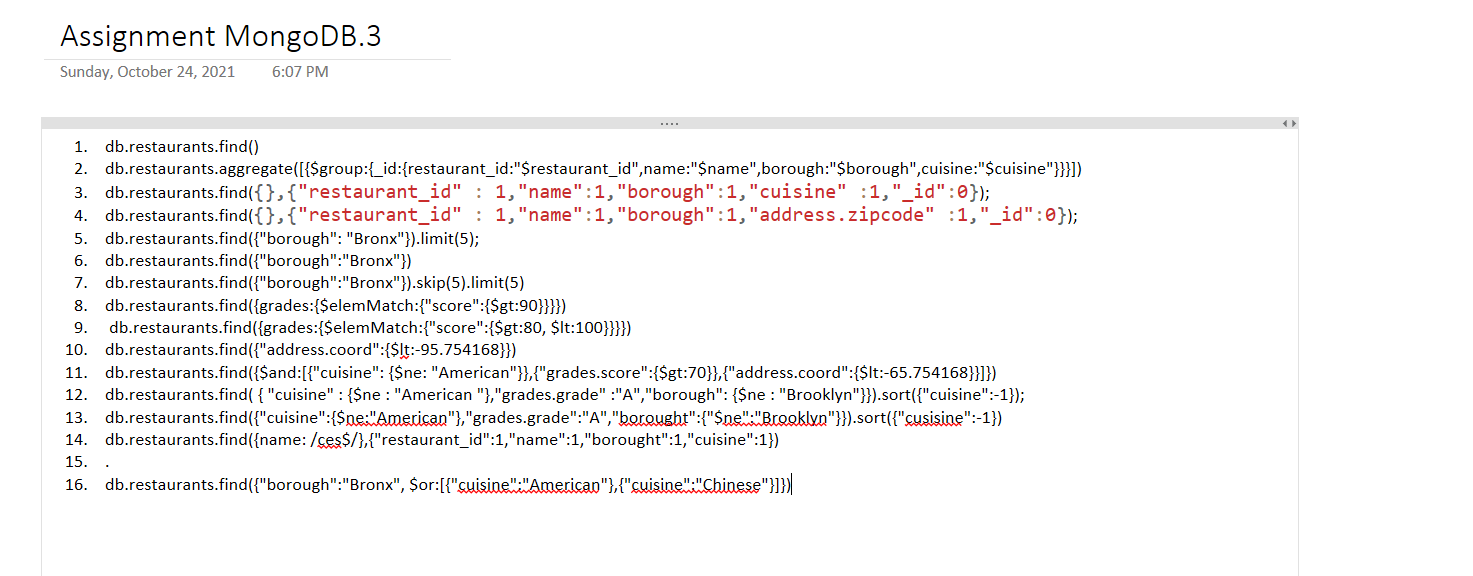 Assignment MongoDB.3
Sunday, October 24, 2021 6:07 PM
1. db.restaurants.find()
2. db.restaurants.aggregate([{$group:{_id:{restaurant_id:"$restaurant_id",name:"$name",borough:"$borough",cuisine:"$cuisine"}}}])
3. db.restaurants.find({},{"restaurant_id" : 1,"name":1,"borough":1,"cuisine" :1,"_id":0});
4. db.restaurants.find({},{"restaurant_id" : 1,"name":1,"borough":1,"address.zipcode" :1,"_id":0});
5. db.restaurants.find({"borough": "Bronx"}).limit(5);
6. db.restaurants.find({"borough":"Bronx"})
7. db.restaurants.find({"borough":"Bronx"}).skip(5).limit(5)
8. db.restaurants.find({grades:{$elemMatch:{"score":{$gt:90}}}})
9. db.restaurants.find({grades:{$elemMatch:{"score":{$gt:80, $lt:100}}}})
10. db.restaurants.find({"address.coord":{$lt:-95.754168}})
11. db.restaurants.find({$and:[{"cuisine": {$ne: "American"}},{"grades.score":{$gt:70}},{"address.coord":{$lt:-65.754168}}]})
12. db.restaurants.find( { "cuisine" : {$ne : "American "},"grades.grade" :"A","borough": {$ne : "Brooklyn"}}).sort({"cuisine":-1});
13. db.restaurants.find({"cuisine":{$ne:"American"},"grades.grade":"A","borought":{"$ne":"Brooklyn"}}).sort({"cusisine":-1})
14. db.restaurants.find({name: /ces$/},{"restaurant_id":1,"name":1,"borought":1,"cuisine":1})
15. .
16. db.restaurants.find({"borough":"Bronx", $or:[{"cuisine":"American"},{"cuisine":"Chinese"}]})